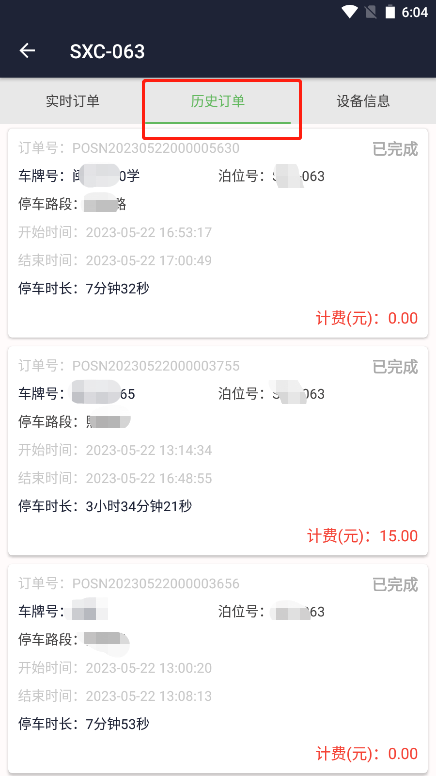 6:04
SXC-063
实时订单 历史订单 设备信息
订单号：POSN20230522000005630 已完成
车牌号：闽 0学 泊位号：S -063
停车路段： 路
开始时间：2023-05-22 16:53:17
结束时间：2023-05-22 17:00:49
停车时长：7分钟32秒
计费(元)：0.00
订单号：POSN20230522000003755 已完成
车牌号： 65 泊位号： 063
停车路段：
开始时间：2023-05-22 13:14:34
结束时间：2023-05-22 16:48:55
停车时长：3小时34分钟21秒
计费(元)：15.00
订单号：POSN20230522000003656 已完成
车牌号： 泊位号： 063
停车路段：
开始时间：2023-05-22 13:00:20
结束时间：2023-05-22 13:08:13
停车时长：7分钟53秒
计费(元)：0.00